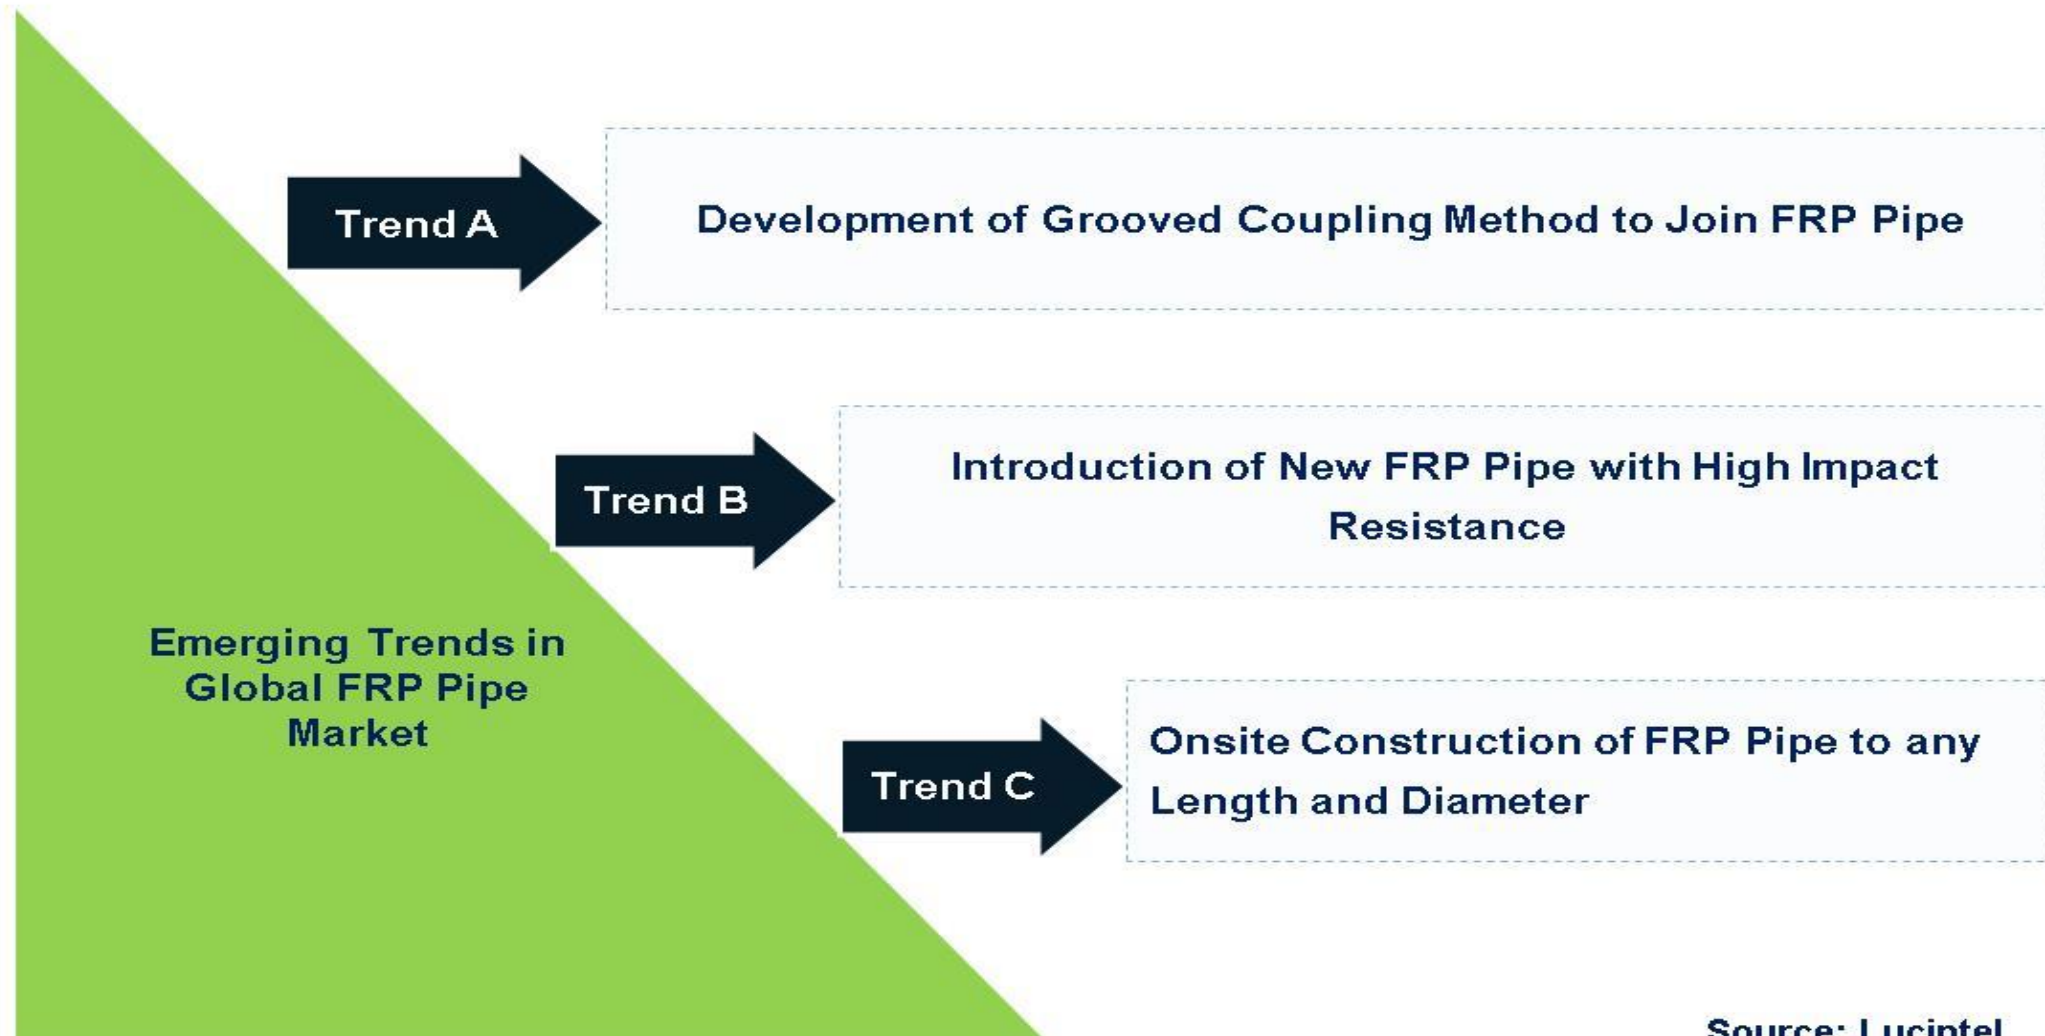 Trend A
Development of Grooved Coupling Method to Join FRP Pipe
Trend B
Introduction of New FRP Pipe with High Impact
Resistance
Emerging Trends in
Global FRP Pipe
Market
Trend C
Onsite Construction of FRP Pipe to any
Length and Diameter
Source: Lucintel